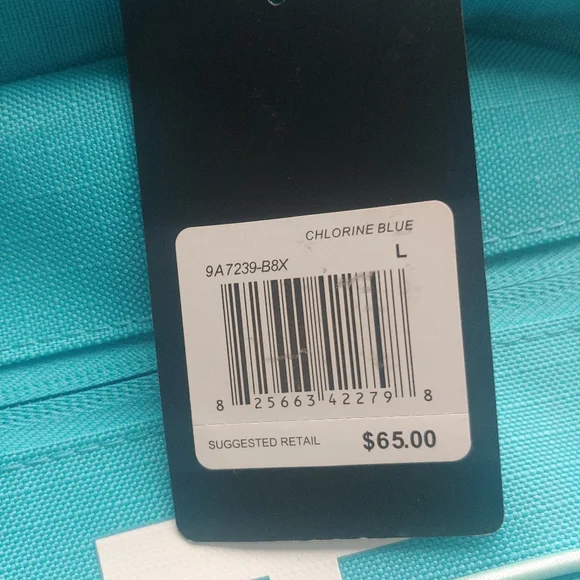 CHLORINE BLUE
L
9A7239-B8X
8 25663 42279 8
SUGGESTED RETAIL $65.00